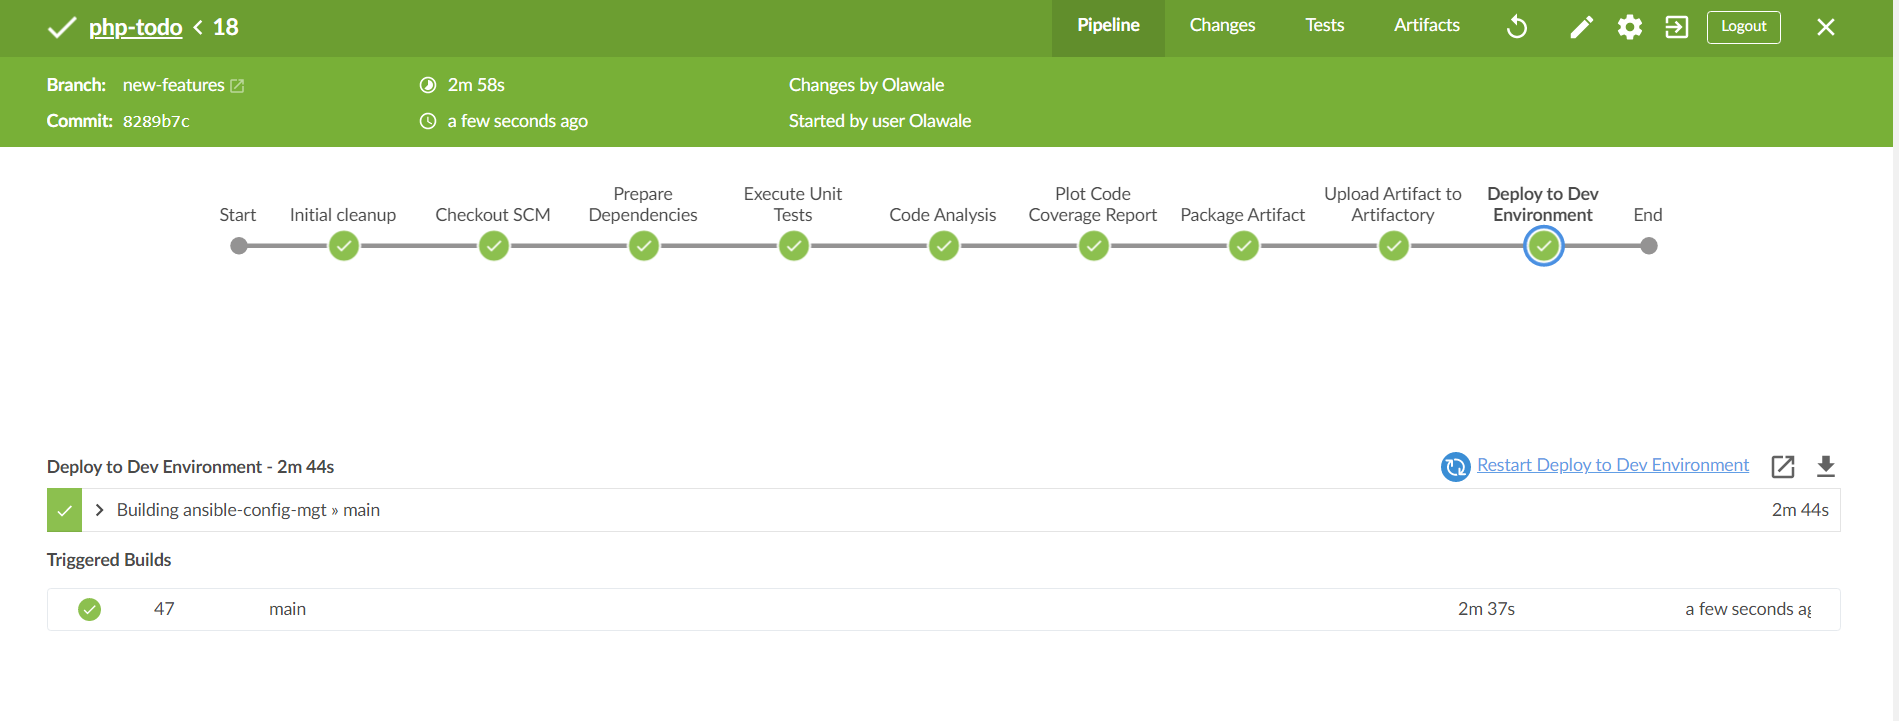 php-todo < 18
Pipeline Changes Tests Artifacts Logout
Branch: new-features
2m 58s
Changes by Olawale
Commit: 8289b7c
a few seconds ago
Started by user Olawale
Start
Initial cleanup
Checkout SCM
Prepare
Dependencies
Execute Unit
Tests
Code Analysis
Plot Code
Coverage Report
Package Artifact
Upload Artifact to
Artifactory
Deploy to Dev
Environment
End
Deploy to Dev Environment - 2m 44s
Restart Deploy to Dev Environment
Building ansible-config-mgt » main 2m 44s
Triggered Builds
47 main 2m 37s a few seconds